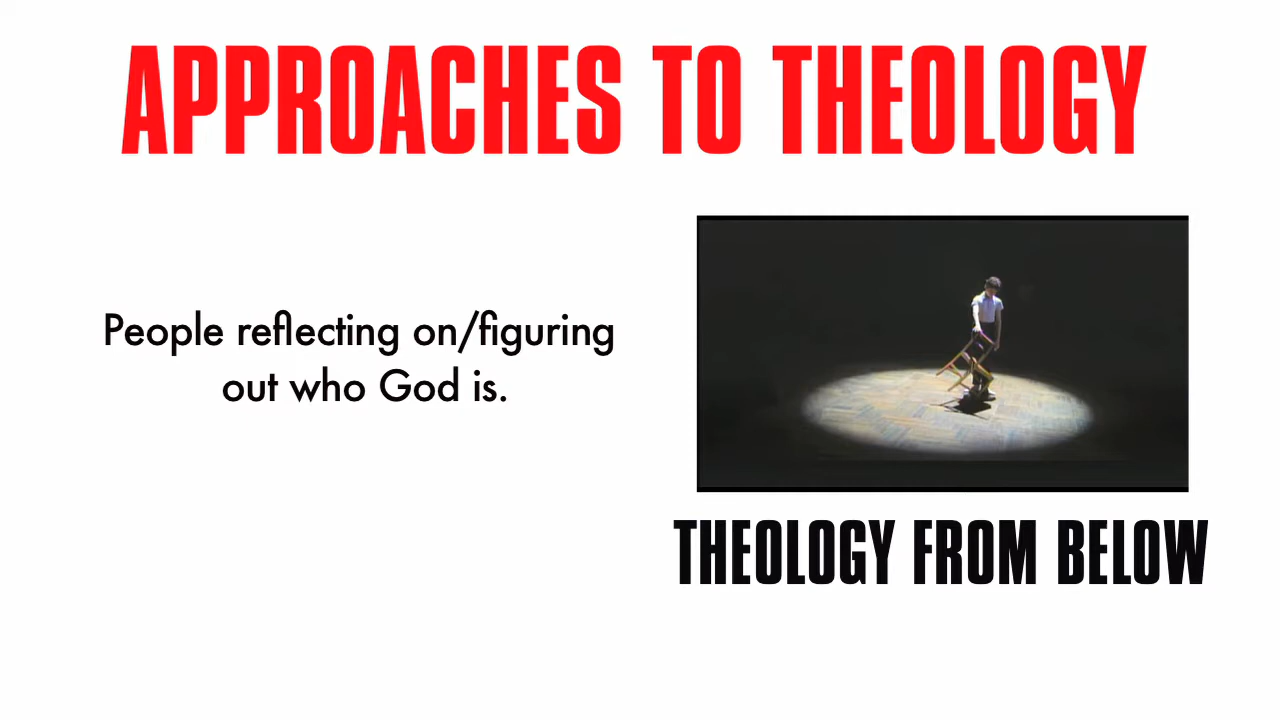 APPROACHES TO THEOLOGY
People reflecting on/figuring
out who God is.
THEOLOGY FROM BELOW